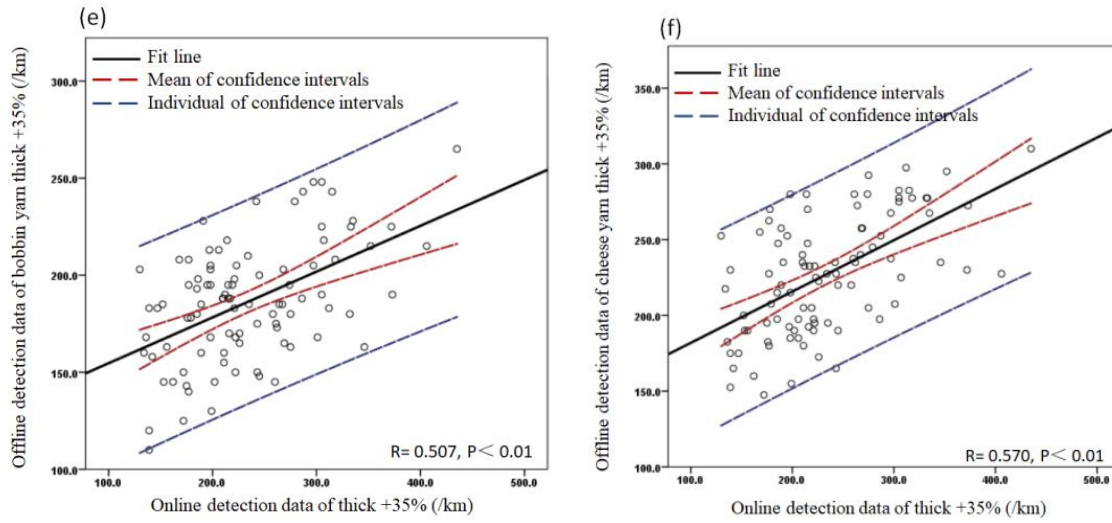 (e)
Fit line
Mean of confidence intervals
Individual of confidence intervals
Offline detection data of bobbin yarn thick +35% (/km)
300.0
250.0
200.0
150.0
100.0
R= 0.507, P＜ 0.01
100.0 200.0 300.0 400.0 500.0
Online detection data of thick +35% (/km)
(f)
Fit line
Mean of confidence intervals
Individual of confidence intervals
Offline detection data of cheese yarn thick +35% (/km)
350.0
300.0
250.0
200.0
150.0
100.0
R= 0.570, P＜ 0.01
100.0 200.0 300.0 400.0 500.0
Online detection data of thick +35% (/km)